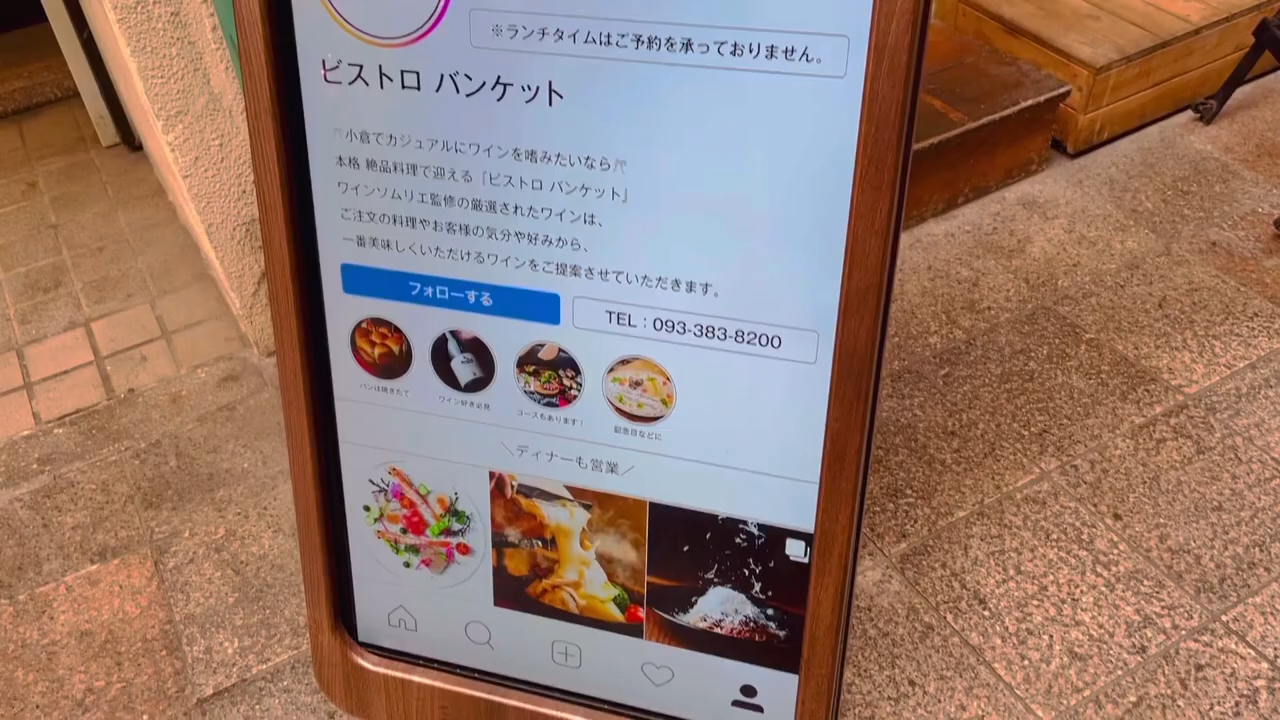 ※ランチタイムはご予約を承っておりません。
ビストロ バンケット
小倉でカジュアルにワインを嗜みたいなら
本格 絶品料理で迎える「ビストロ バンケット」
ワインソムリエ監修の厳選されたワインは、
ご注文の料理やお客様の気分や好みから、
一番美味しくいただけるワインをご提案させていただきます。
フォローする
TEL：093-383-8200
パンは焼きたて
ワイン好き必見
コースもあります！
記念日などに
＼ディナーも営業／